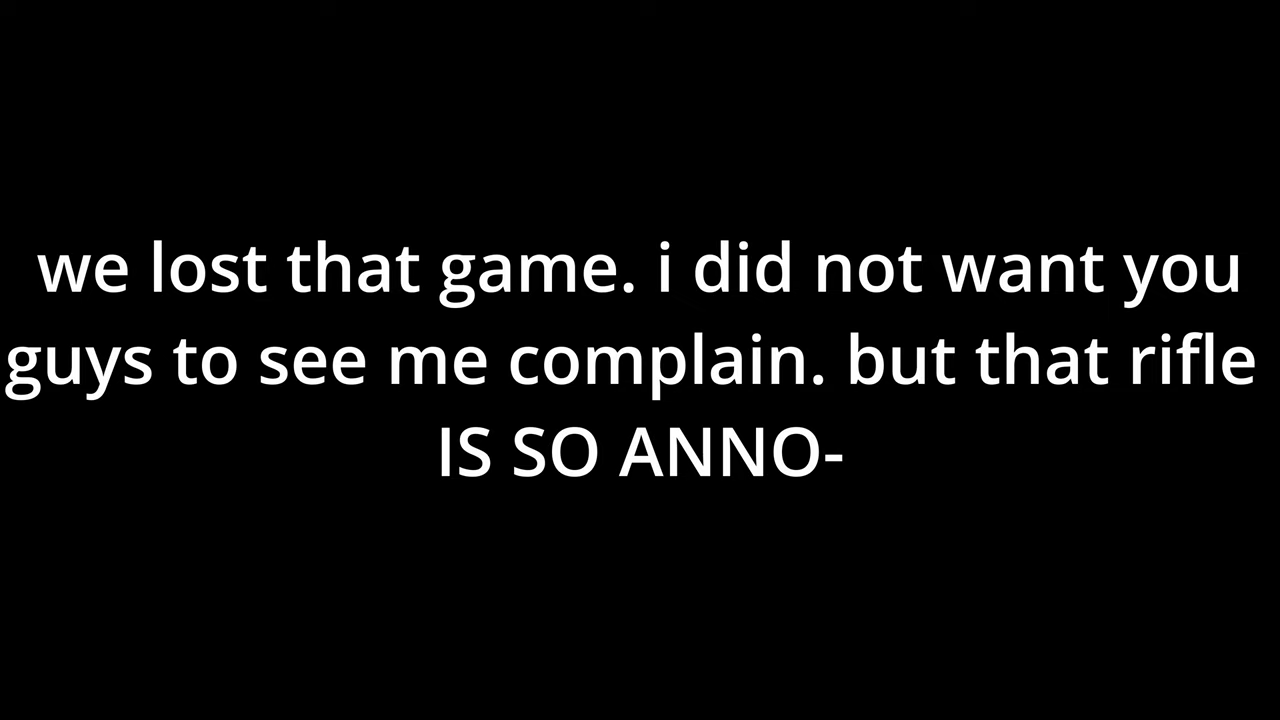 we lost that game. i did not want you
guys to see me complain. but that rifle
IS SO ANNO-